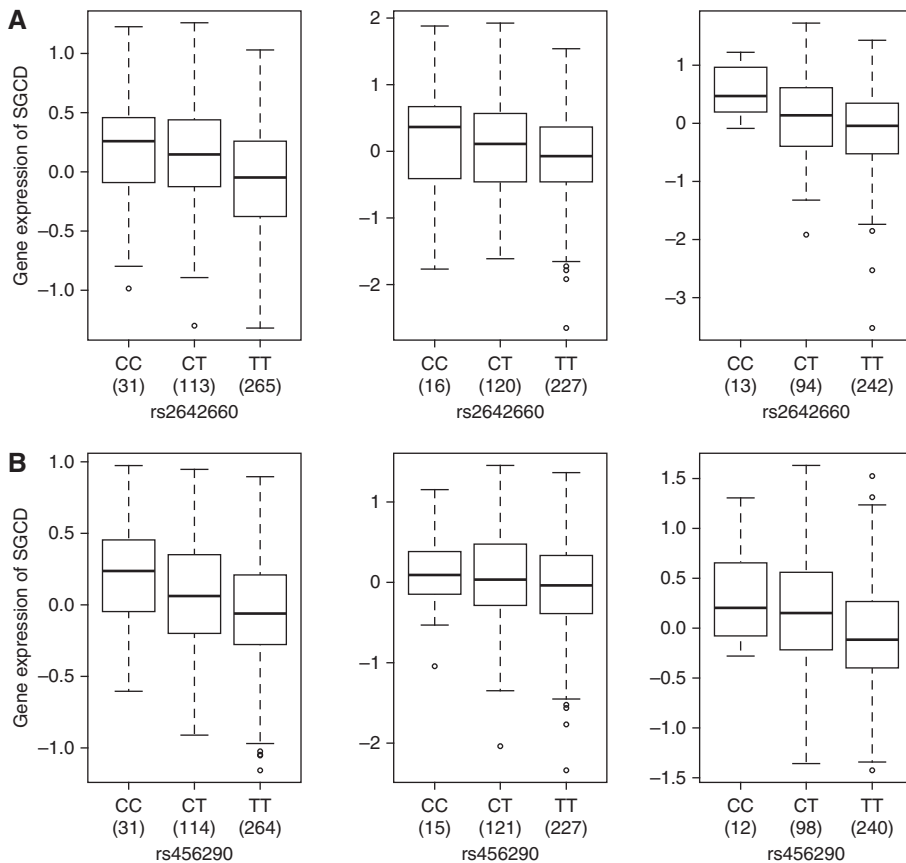 A
Gene expression of SGCD
1.0
0.5
0.0
−0.5
−1.0
CC CT TT
(31) (113) (265)
rs2642660
2
1
0
−1
−2
CC CT TT
(16) (120) (227)
rs2642660
1
0
−1
−2
−3
CC CT TT
(13) (94) (242)
rs2642660
B
Gene expression of SGCD
1.0
0.5
0.0
−0.5
−1.0
CC CT TT
(31) (114) (264)
rs456290
1
0
−1
−2
CC CT TT
(15) (121) (227)
rs456290
1.5
1.0
0.5
0.0
−0.5
−1.0
−1.5
CC CT TT
(12) (98) (240)
rs456290